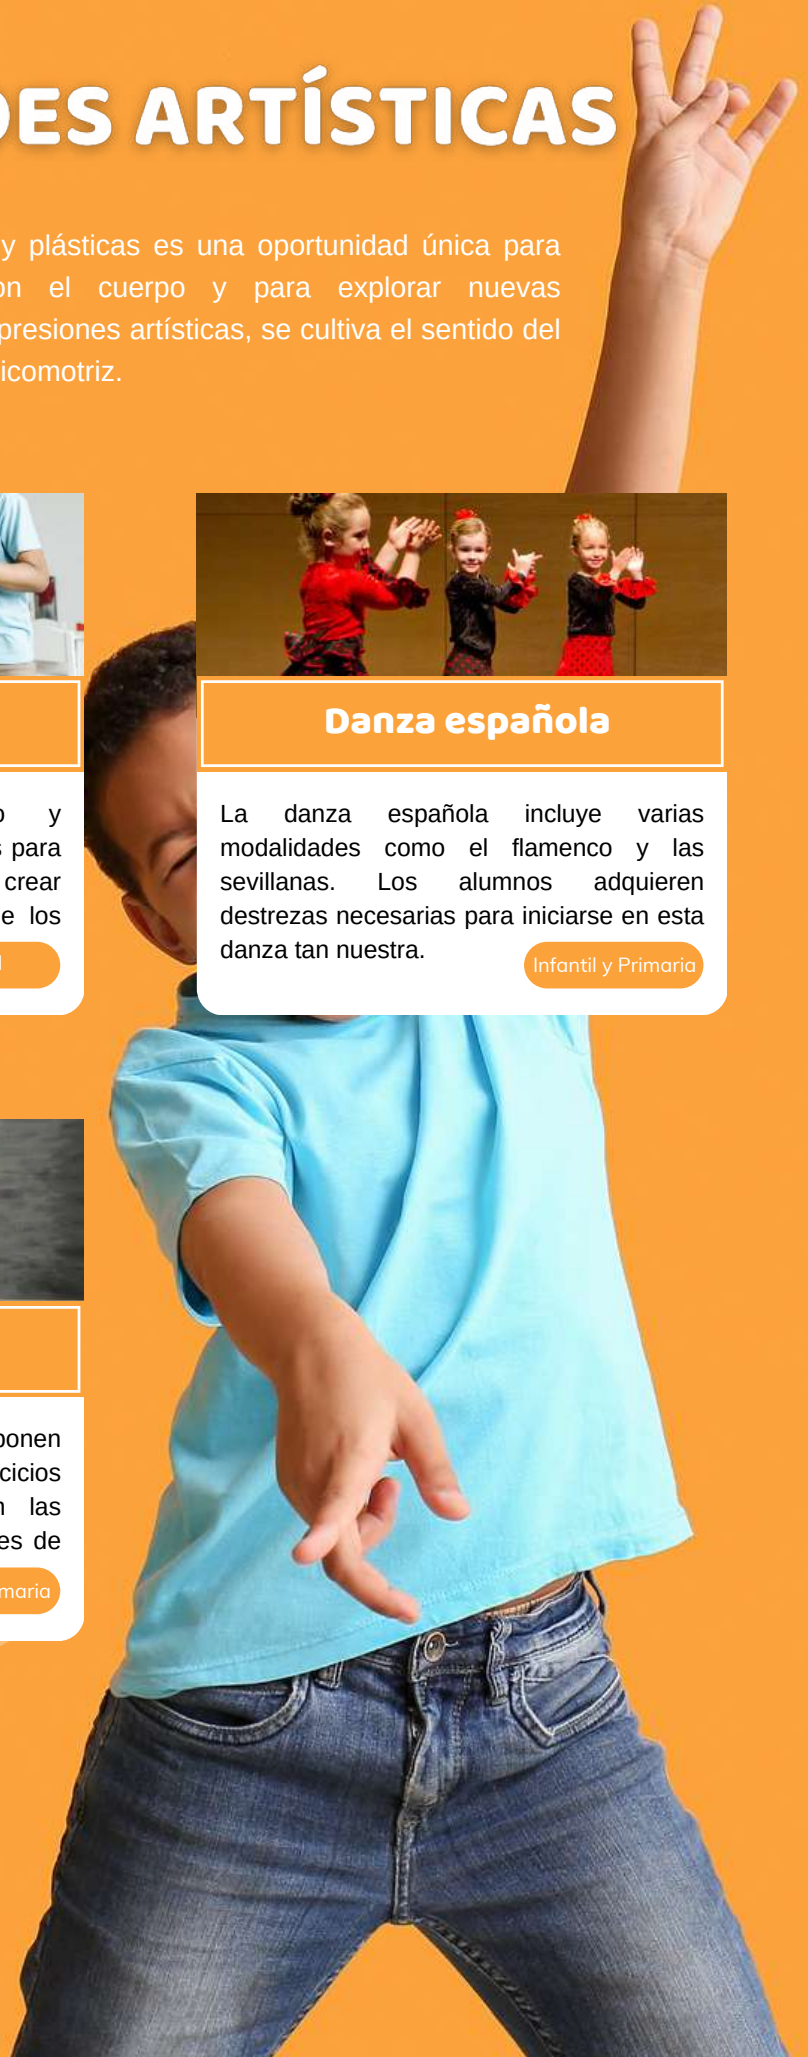 DES ARTÍSTICAS
y plásticas es una oportunidad única para
on el cuerpo y para explorar nuevas
presiones artísticas, se cultiva el sentido del
icomotriz.
y
para
crear
e los
Danza española
La danza española incluye varias
modalidades como el flamenco y las
sevillanas. Los alumnos adquieren
destrezas necesarias para iniciarse en esta
danza tan nuestra.
Infantil y Primaria
ponen
cicios
las
es de
maria